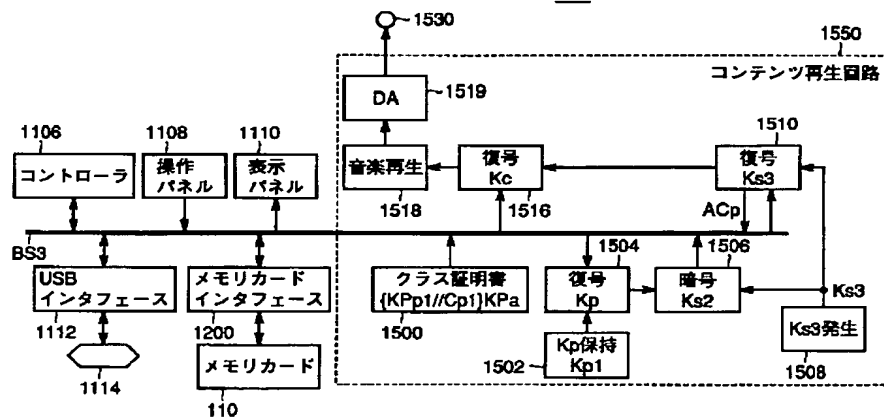 1530
1550
コンテンツ再生回路
DA
1519
1106
1108
1110
1510
コントローラ
操作
パネル
表示
パネル
音楽再生
1518
復号
Kc
1516
復号
Ks3
ACp
BS3
1504
1506
USB
インタフェース
1112
メモリカード
インタフェース
1200
クラス証明書
{KPp1//Cp1}KPa
1500
復号
Kp
暗号
Ks2
Ks3
1114
メモリカード
110
1502
Kp保持
Kp1
Ks3発生
1508